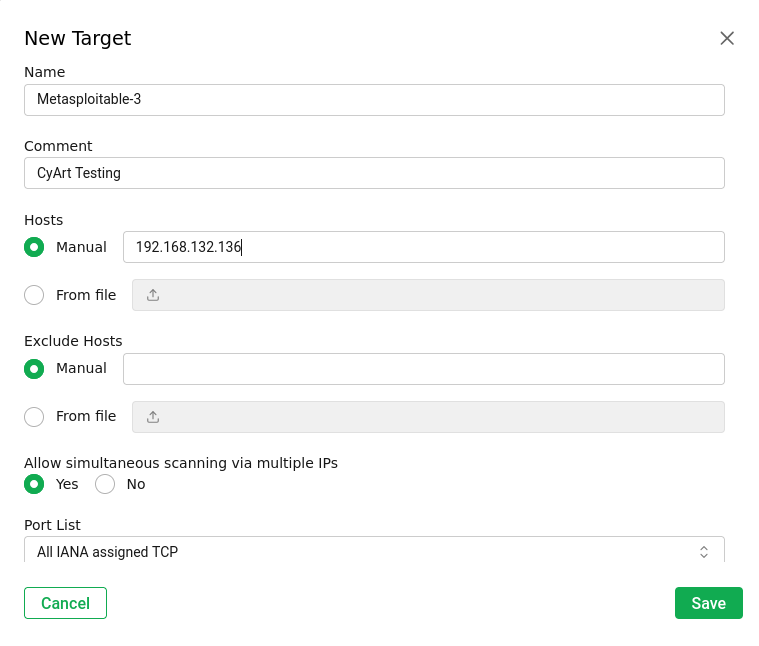 New Target
Name
Metasploitable-3
Comment
CyArt Testing
Hosts
Manual 192.168.132.136
From file
Exclude Hosts
Manual
From file
Allow simultaneous scanning via multiple IPs
Yes No
Port List
All IANA assigned TCP
Cancel Save